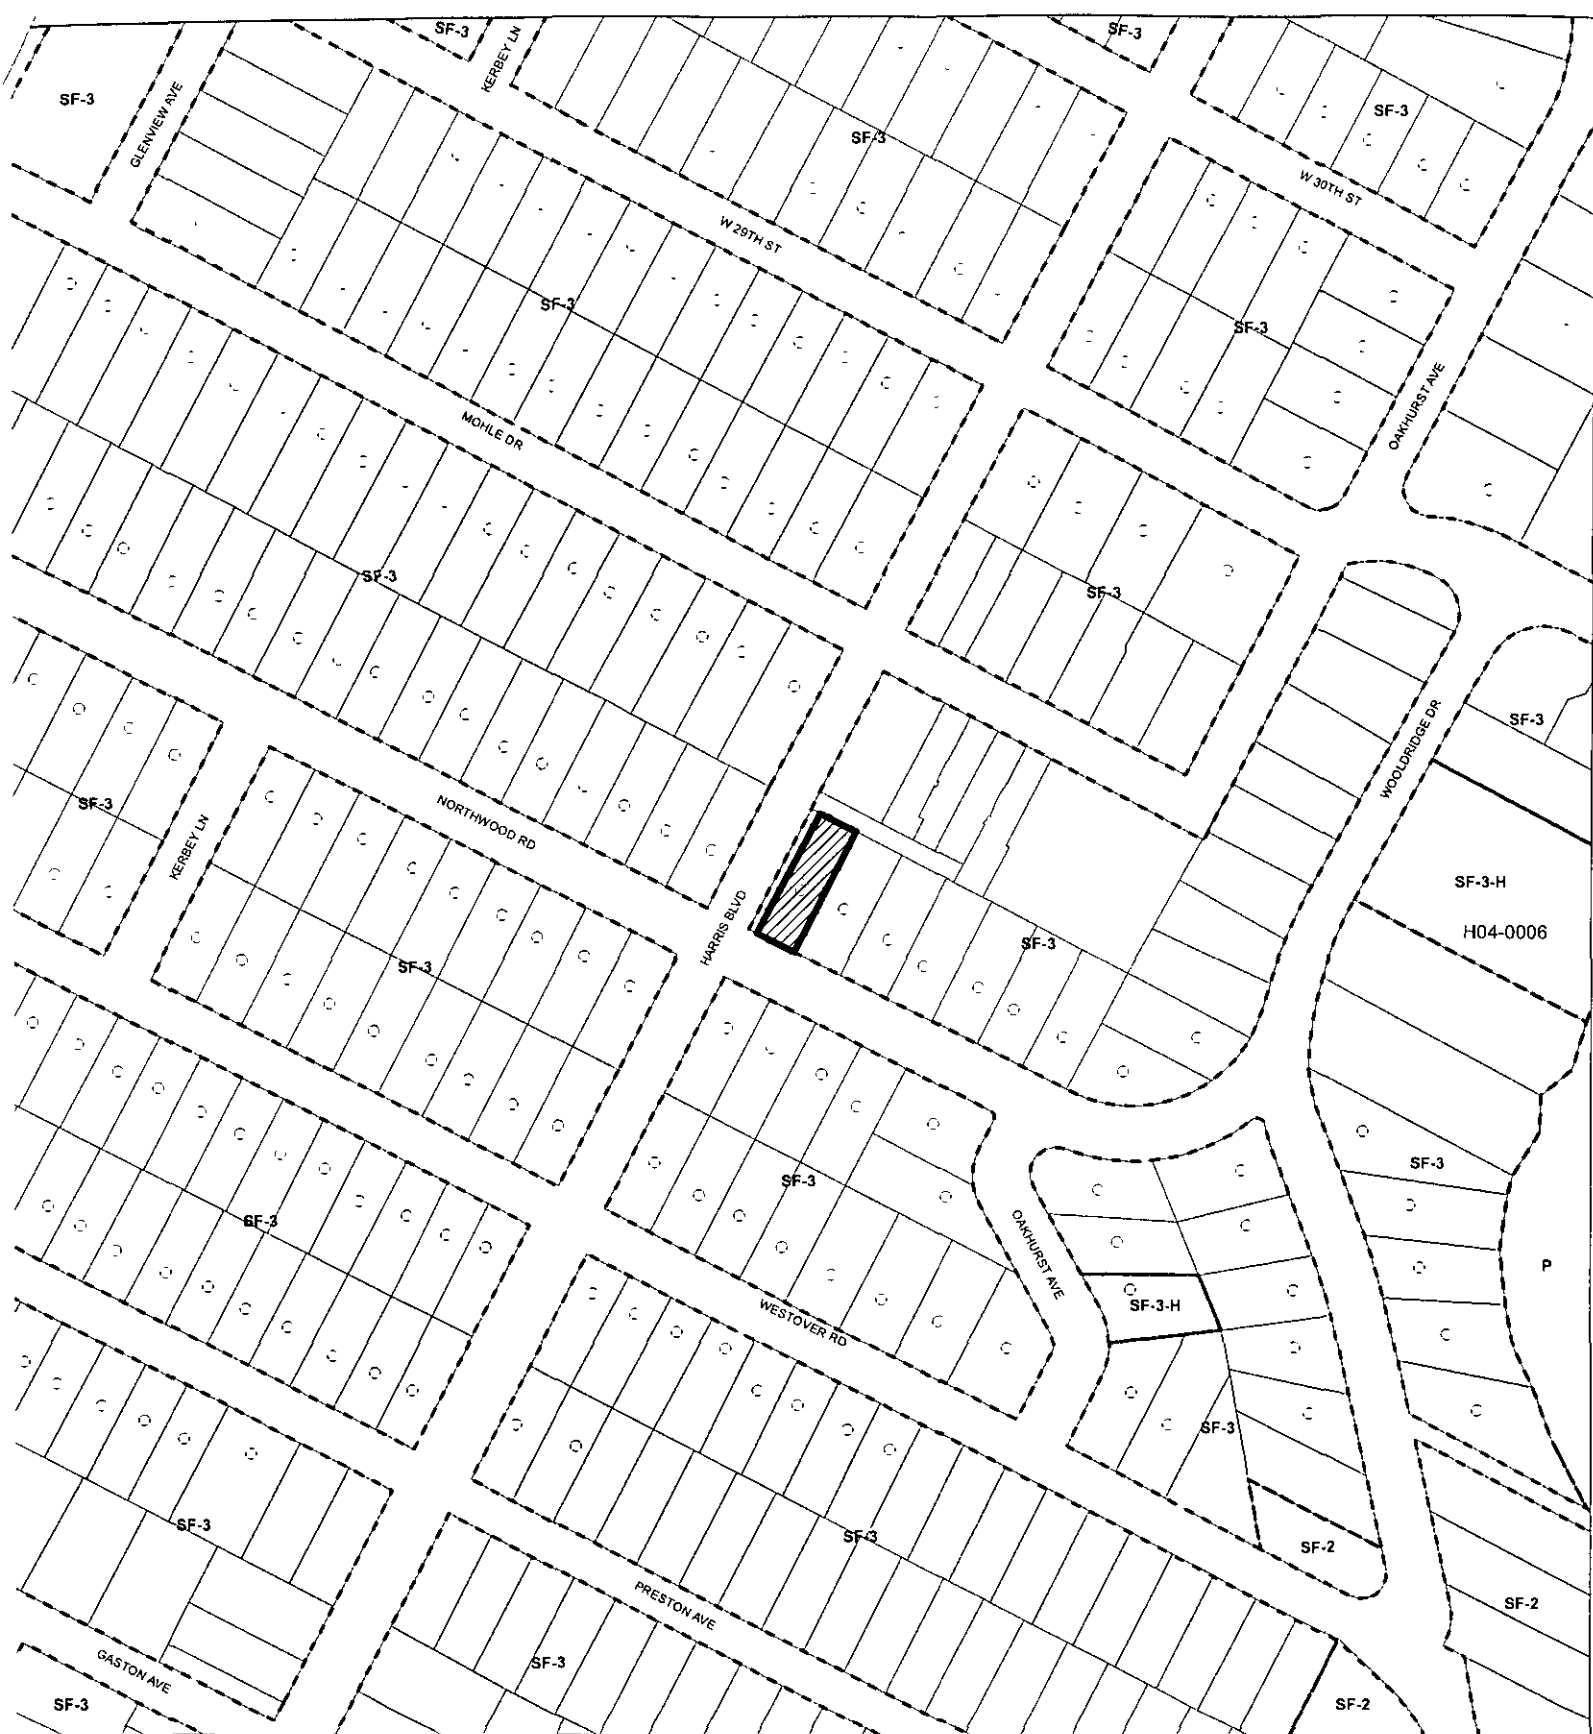 SF-3
SF-3
KERBEY LN
SF-3
GLENVIEW AVE
SF-3
SF-3
W 30TH ST
W 29TH ST
SF-3
SF-3
OAKHURST AVE
MOHLE DR
SF-3
SF-3
SF-3
WOOLDRIDGE DR
SF-3
NORTHWOOD RD
KERBEY LN
SF-3-H
H04-0006
HARRIS BLVD
SF-3
SF-3
SF-3
SF-3
SF-3
OAKHURST AVE
P
SF-3-H
WESTOVER RD
SF-3
SF-3
SF-3
SF-2
SF-2
PRESTON AVE
SF-3
GASTON AVE
SF-3
SF-2